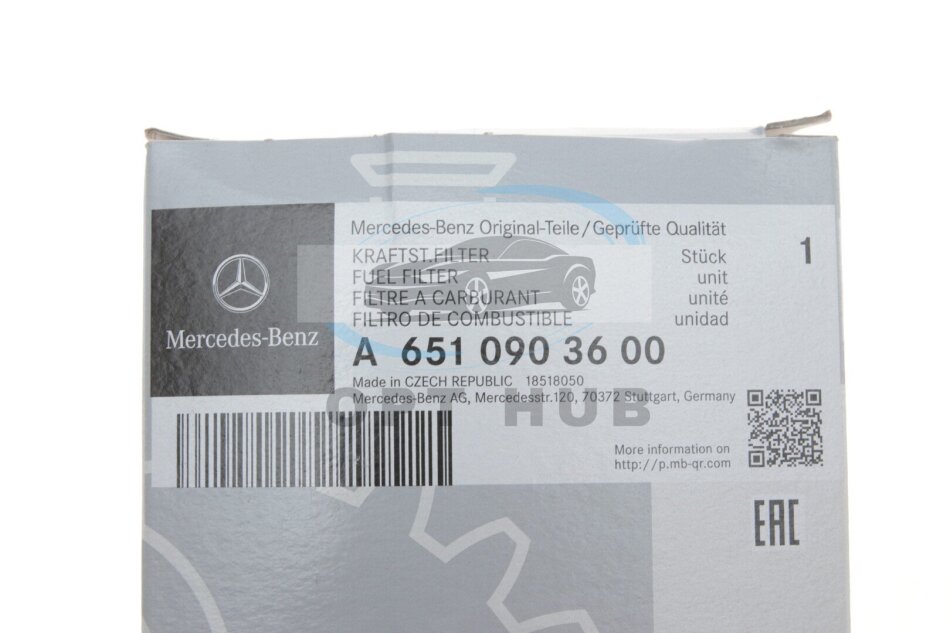 Mercedes-Benz
Mercedes-Benz Original-Teile/Geprüfte Qualität
KRAFTST.FILTER Stück 1
FUEL FILTER unit
FILTRE A CARBURANT unité
FILTRO DE COMBUSTIBLE unidad
A 651 090 36 00
Made in CZECH REPUBLIC 18518050
Mercedes-Benz AG, Mercedesstr.120, 70372 Stuttgart, Germany
OPT HUB
More information on
http://p.mb-qr.com
EAC